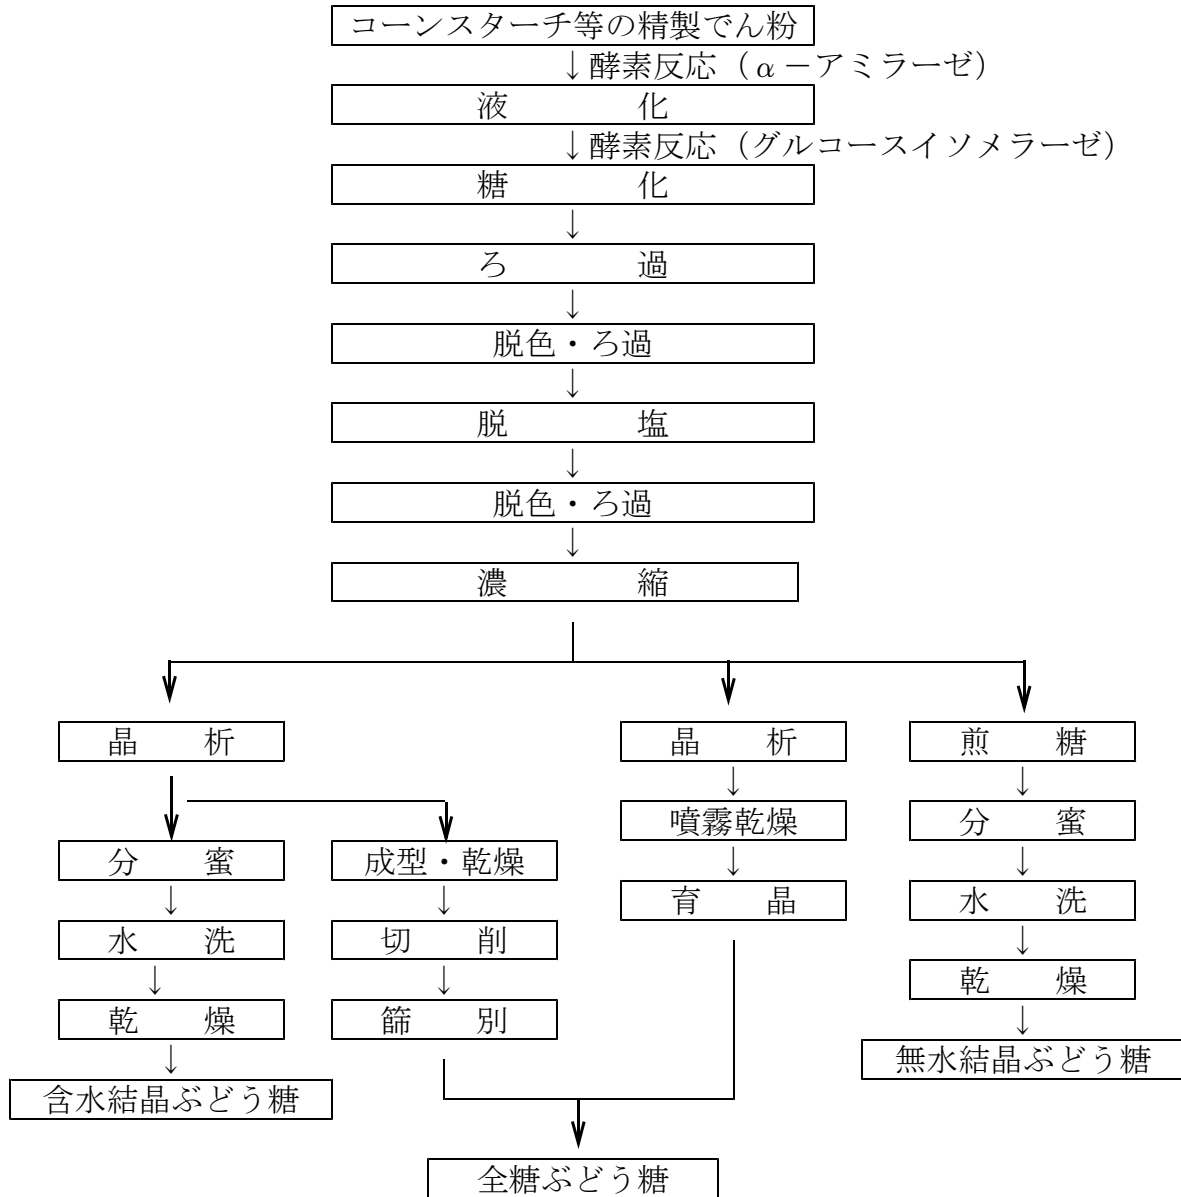 コーンスターチ等の精製でん粉
↓酵素反応（α－アミラーゼ）
液　　　　化
↓酵素反応（グルコースイソメラーゼ）
糖　　　　化
↓
ろ　　　　過
↓
脱色・ろ過
↓
脱　　　　塩
↓
脱色・ろ過
↓
濃　　　　縮
晶　　析
分　　蜜
↓
水　　洗
↓
乾　　燥
↓
含水結晶ぶどう糖
成型・乾燥
↓
切　　削
↓
篩　　別
晶　　析
↓
噴霧乾燥
↓
育　　晶
全糖ぶどう糖
煎　　糖
↓
分　　蜜
↓
水　　洗
↓
乾　　燥
↓
無水結晶ぶどう糖